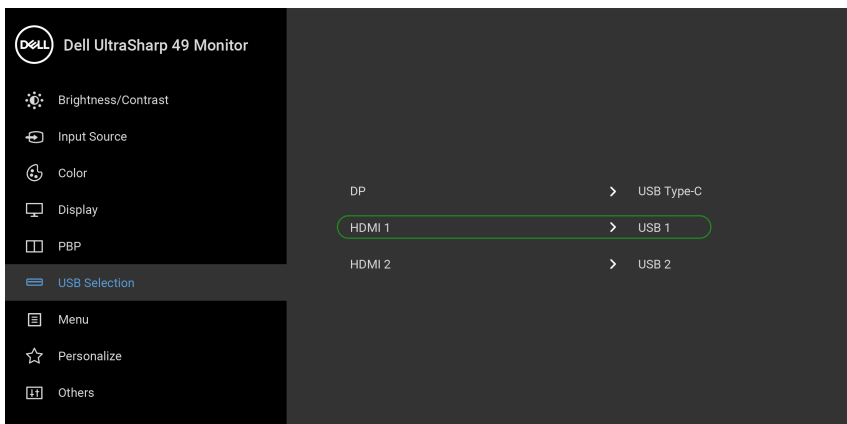 DELL Dell UltraSharp 49 Monitor
Brightness/Contrast
Input Source
Color
Display
PBP
USB Selection
Menu
Personalize
Others
DP USB Type-C
HDMI 1 USB 1
HDMI 2 USB 2